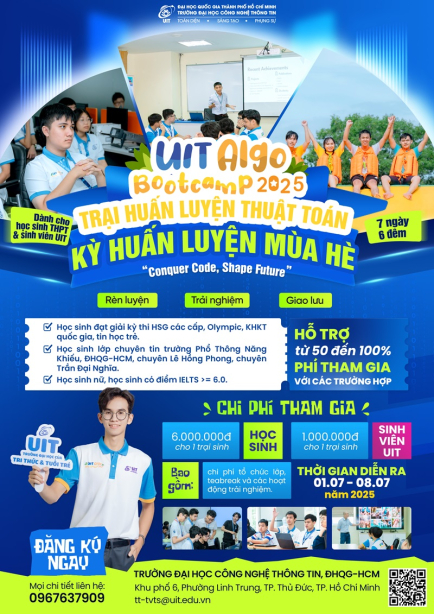 ĐẠI HỌC QUỐC GIA THÀNH PHỐ HỒ CHÍ MINH
TRƯỜNG ĐẠI HỌC CÔNG NGHỆ THÔNG TIN
UIT
TOÀN DIỆN SÁNG TẠO PHỤNG SỰ
UIT Algo
Bootcamp 2025
TRẠI HUẤN LUYỆN THUẬT TOÁN
KỲ HUẤN LUYỆN MÙA HÈ
Dành cho
học sinh THPT
& sinh viên UIT
7 ngày
6 đêm
“Conquer Code, Shape Future”
Rèn luyện
Trải nghiệm
Giao lưu
Học sinh đạt giải kỳ thi HSG các cấp, Olympic, KHKT
quốc gia, tin học trẻ.
Học sinh lớp chuyên tin trường Phổ Thông Năng
Khiếu, ĐHQG-HCM, chuyên Lê Hồng Phong, chuyên
Trần Đại Nghĩa.
Học sinh nữ, học sinh có điểm IELTS >= 6.0.
HỖ TRỢ
từ 50 đến 100%
PHÍ THAM GIA
VỚI CÁC TRƯỜNG HỢP
CHI PHÍ THAM GIA
6.000.000đ
cho 1 trại sinh
HỌC
SINH
1.000.000đ
cho 1 trại sinh
SINH
VIÊN
UIT
Bao
gồm:
chi phí tổ chức lớp,
teabreak và các hoạt
động trải nghiệm.
THỜI GIAN DIỄN RA
01.07 - 08.07
năm 2025
UIT
TRƯỜNG ĐẠI HỌC CỦA
TRI THỨC & TUỔI TRẺ
ĐĂNG KÝ
NGAY
Mọi chi tiết liên hệ:
0967637909
TRƯỜNG ĐẠI HỌC CÔNG NGHỆ THÔNG TIN, ĐHQG-HCM
Khu phố 6, Phường Linh Trung, TP. Thủ Đức, TP. Hồ Chí Minh
tt-tvts@uit.edu.vn